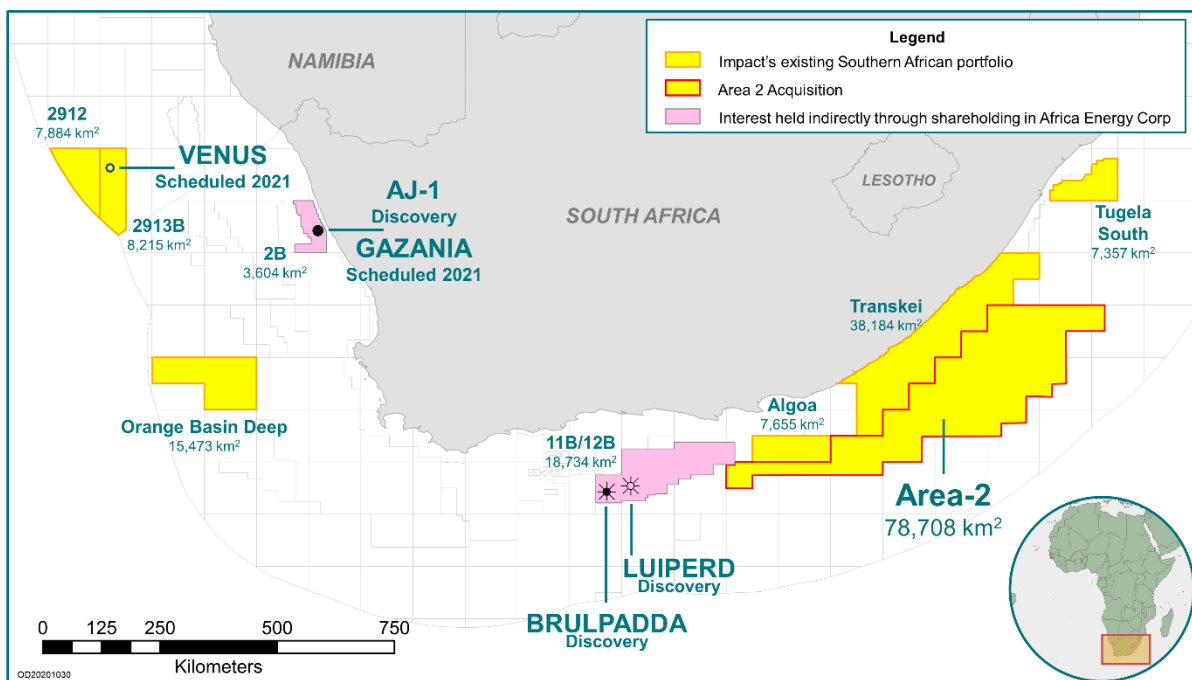 Legend
Impact's existing Southern African portfolio
Area 2 Acquisition
Interest held indirectly through shareholding in Africa Energy Corp
NAMIBIA
SOUTH AFRICA
LESOTHO
2912
7,884 km²
VENUS
Scheduled 2021
2913B
8,215 km²
AJ-1
Discovery
GAZANIA
Scheduled 2021
2B
3,604 km²
Tugela
South
7,357 km²
Transkei
38,184 km²
Orange Basin Deep
15,473 km²
Algoa
7,655 km²
11B/12B
18,734 km²
Area-2
78,708 km²
LUIPERD
Discovery
BRULPADDA
Discovery
0 125 250 500 750
Kilometers
OD20201030